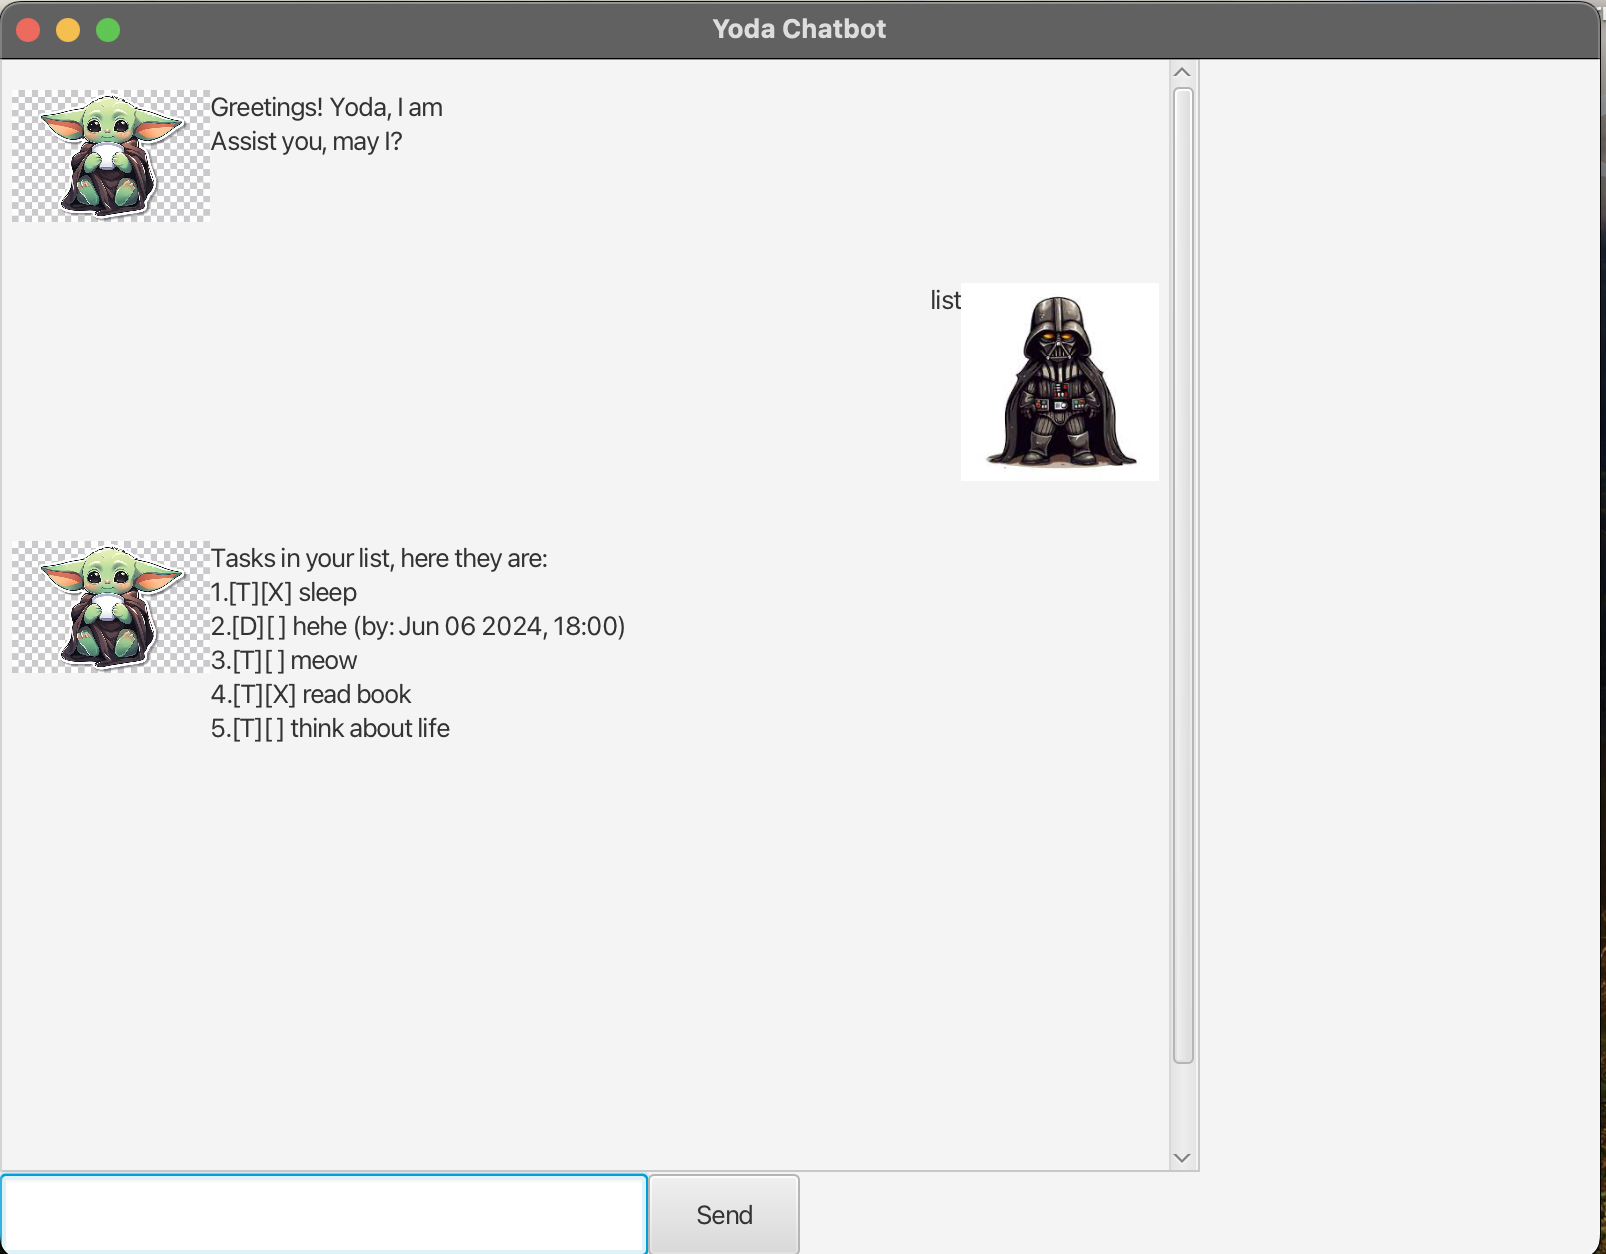 Yoda Chatbot
Greetings! Yoda, I am
Assist you, may I?
list
Tasks in your list, here they are:
1.[T][X] sleep
2.[D][ ] hehe (by: Jun 06 2024, 18:00)
3.[T][ ] meow
4.[T][X] read book
5.[T][ ] think about life
Send